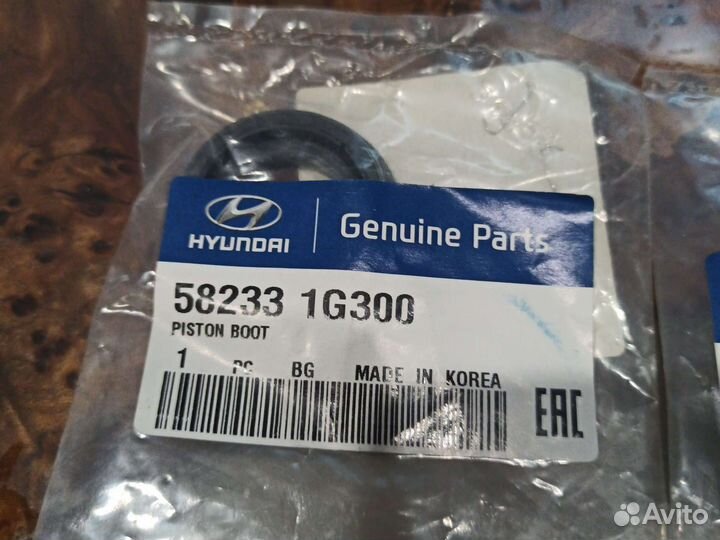 HYUNDAI
Genuine Parts
58233 1G300
PISTON BOOT
1 PC BG MADE IN KOREA
EAC
Avito